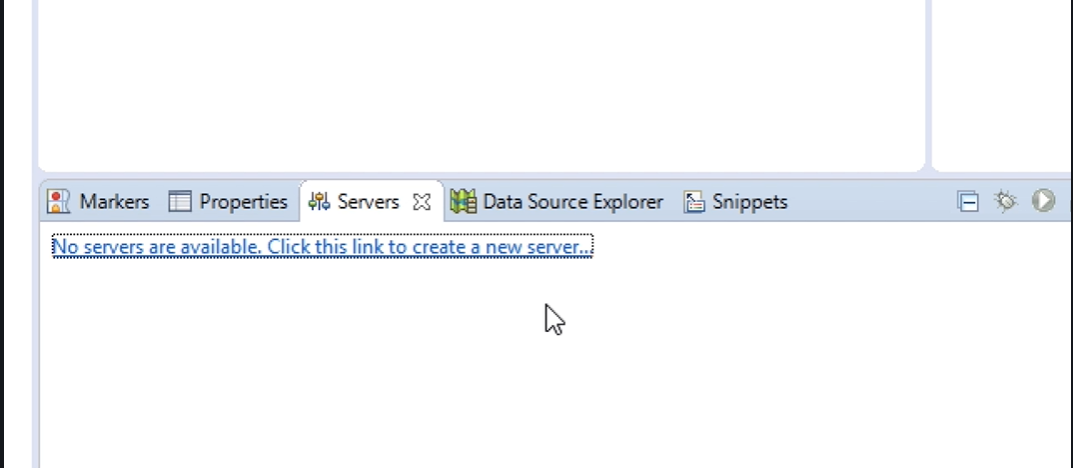 Markers Properties Servers Data Source Explorer Snippets
No servers are available. Click this link to create a new server...